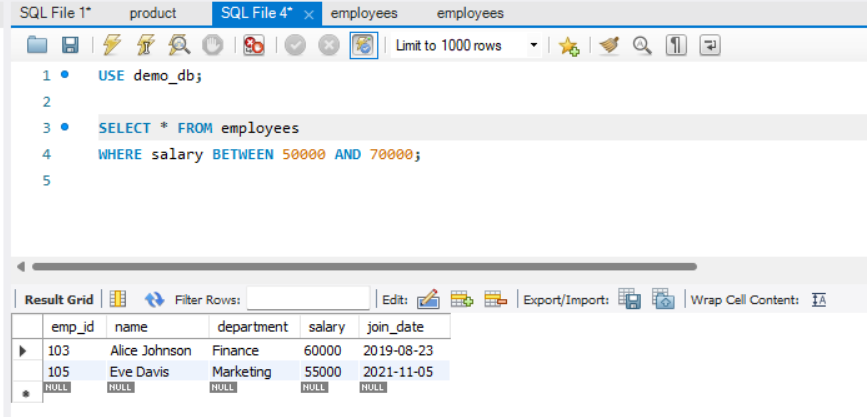 SQL File 1* product SQL File 4* × employees employees
Limit to 1000 rows
1 USE demo_db;
2
3 SELECT * FROM employees
4 WHERE salary BETWEEN 50000 AND 70000;
5
Result Grid Filter Rows: Edit: Export/Import: Wrap Cell Content: IA
emp_id name department salary join_date
103 Alice Johnson Finance 60000 2019-08-23
105 Eve Davis Marketing 55000 2021-11-05
NULL NULL NULL NULL NULL